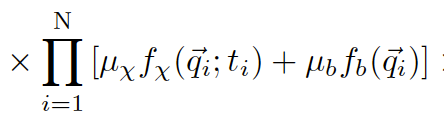 × ∏_{i=1}^{N} [μ_χ f_χ(q⃗_i; t_i) + μ_b f_b(q⃗_i)]